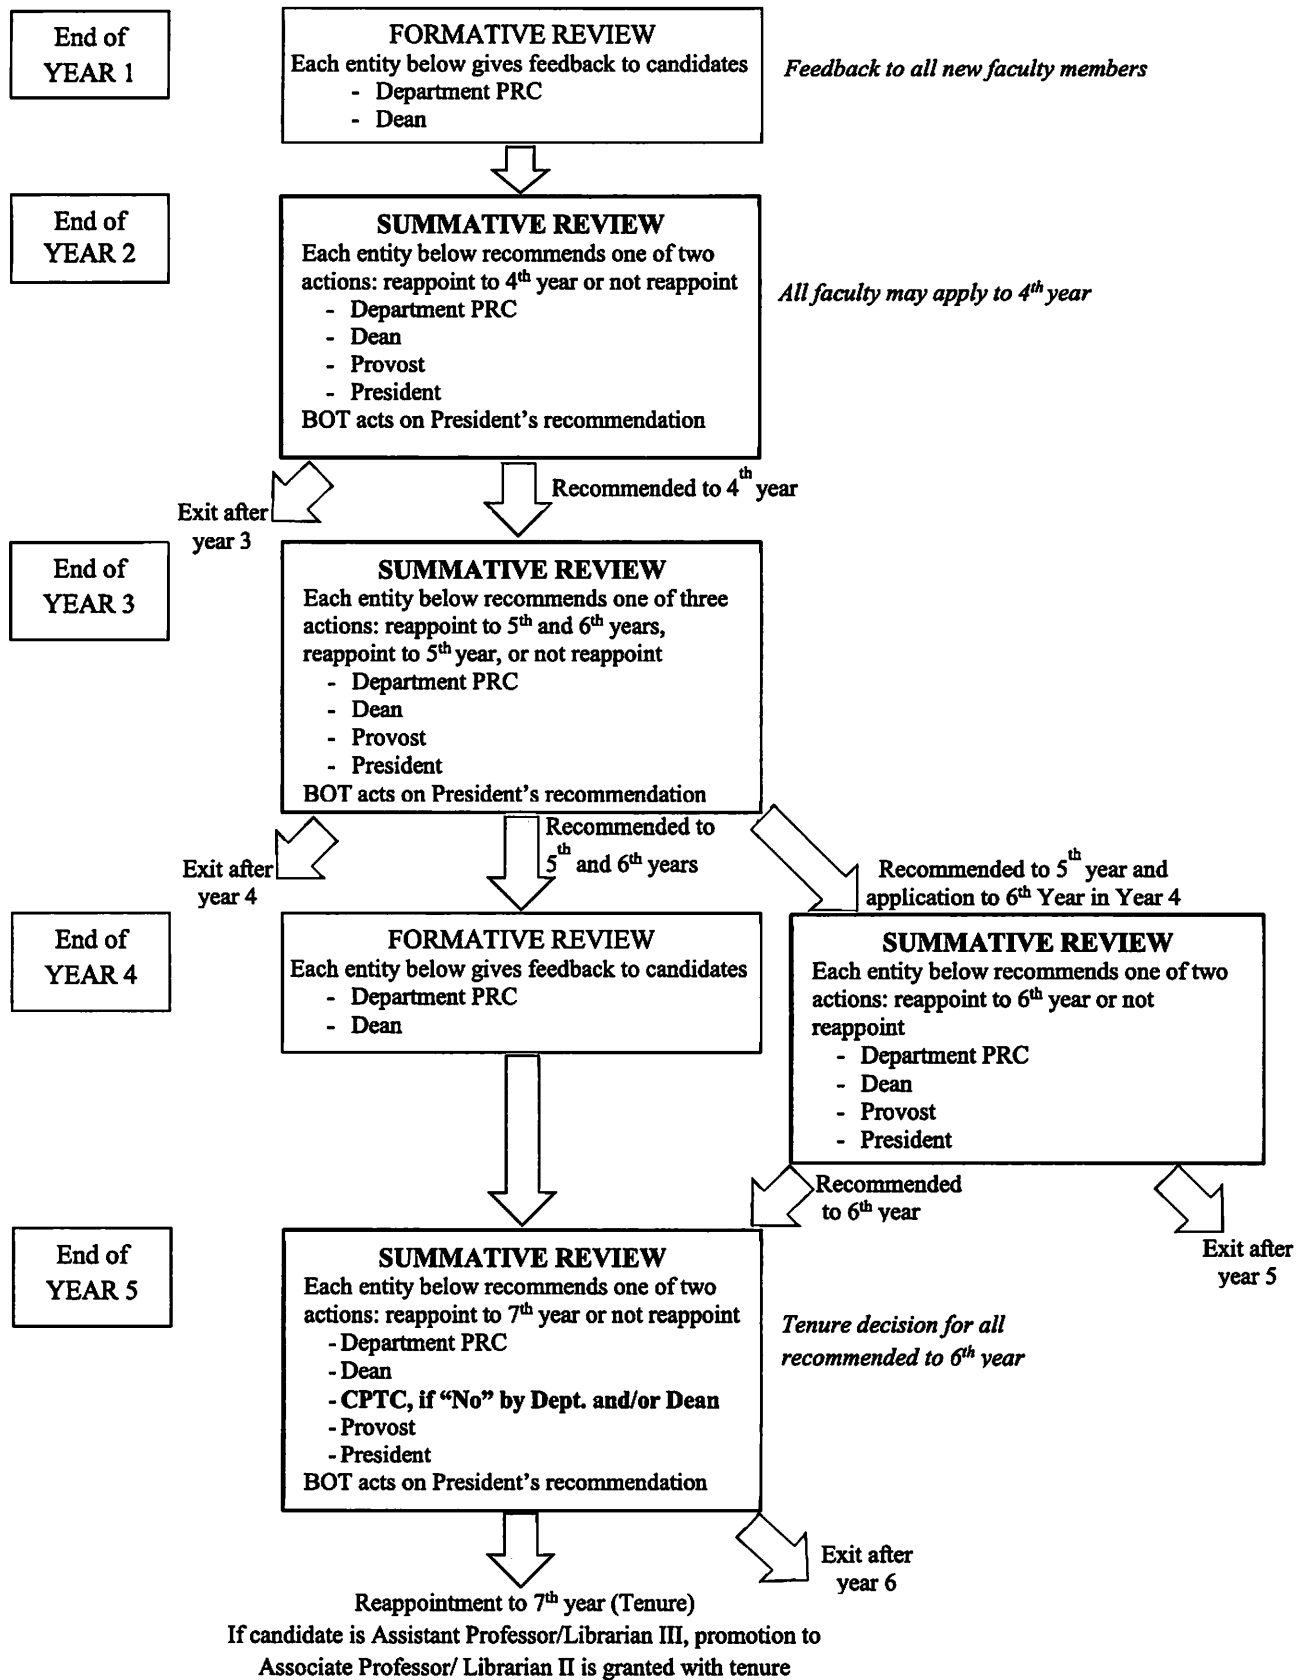 End of
YEAR 1
FORMATIVE REVIEW
Each entity below gives feedback to candidates
- Department PRC
- Dean
Feedback to all new faculty members
End of
YEAR 2
SUMMATIVE REVIEW
Each entity below recommends one of two
actions: reappoint to 4th year or not reappoint
- Department PRC
- Dean
- Provost
- President
BOT acts on President's recommendation
All faculty may apply to 4th year
Exit after
year 3
Recommended to 4th year
End of
YEAR 3
SUMMATIVE REVIEW
Each entity below recommends one of three
actions: reappoint to 5th and 6th years,
reappoint to 5th year, or not reappoint
- Department PRC
- Dean
- Provost
- President
BOT acts on President's recommendation
Exit after
year 4
Recommended to
5th and 6th years
Recommended to 5th year and
application to 6th Year in Year 4
End of
YEAR 4
FORMATIVE REVIEW
Each entity below gives feedback to candidates
- Department PRC
- Dean
SUMMATIVE REVIEW
Each entity below recommends one of two
actions: reappoint to 6th year or not
reappoint
- Department PRC
- Dean
- Provost
- President
Recommended
to 6th year
Exit after
year 5
End of
YEAR 5
SUMMATIVE REVIEW
Each entity below recommends one of two
actions: reappoint to 7th year or not reappoint
- Department PRC
- Dean
- CPTC, if "No" by Dept. and/or Dean
- Provost
- President
BOT acts on President's recommendation
Tenure decision for all
recommended to 6th year
Exit after
year 6
Reappointment to 7th year (Tenure)
If candidate is Assistant Professor/Librarian III, promotion to
Associate Professor/ Librarian II is granted with tenure